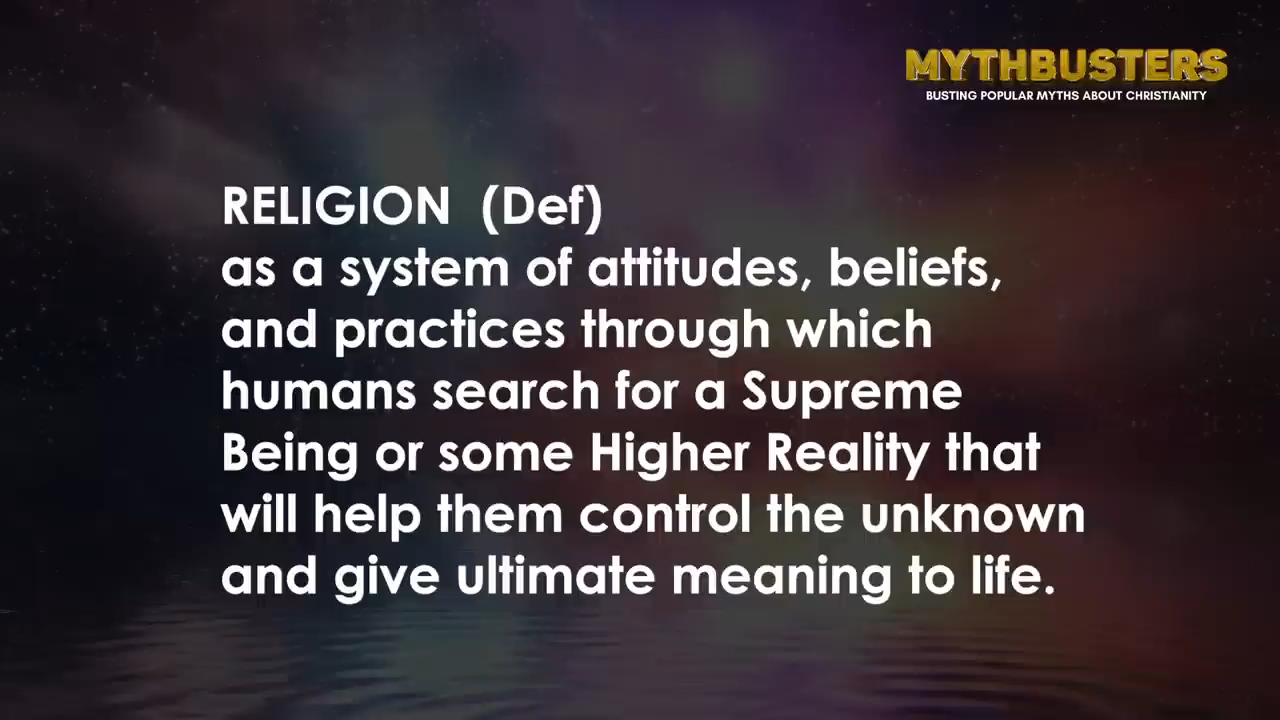 MYTHBUSTERS
BUSTING POPULAR MYTHS ABOUT CHRISTIANITY
RELIGION (Def)
as a system of attitudes, beliefs,
and practices through which
humans search for a Supreme
Being or some Higher Reality that
will help them control the unknown
and give ultimate meaning to life.